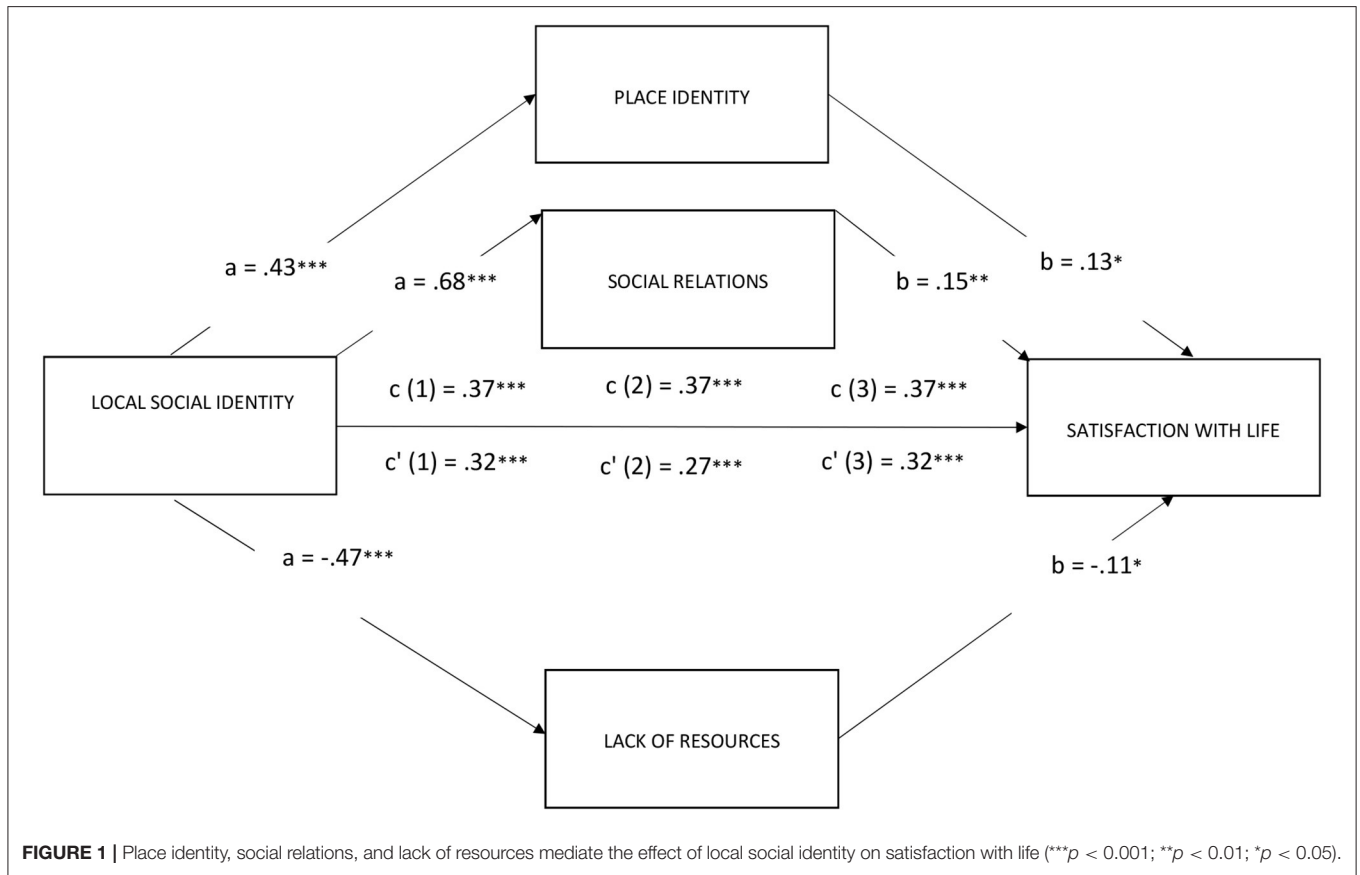 PLACE IDENTITY
a = .43***
b = .13*
a = .68***
SOCIAL RELATIONS
b = .15**
LOCAL SOCIAL IDENTITY
c (1) = .37***
c (2) = .37***
c (3) = .37***
SATISFACTION WITH LIFE
c' (1) = .32***
c' (2) = .27***
c' (3) = .32***
a = -.47***
b = -.11*
LACK OF RESOURCES
FIGURE 1 | Place identity, social relations, and lack of resources mediate the effect of local social identity on satisfaction with life (***p < 0.001; **p < 0.01; *p < 0.05).